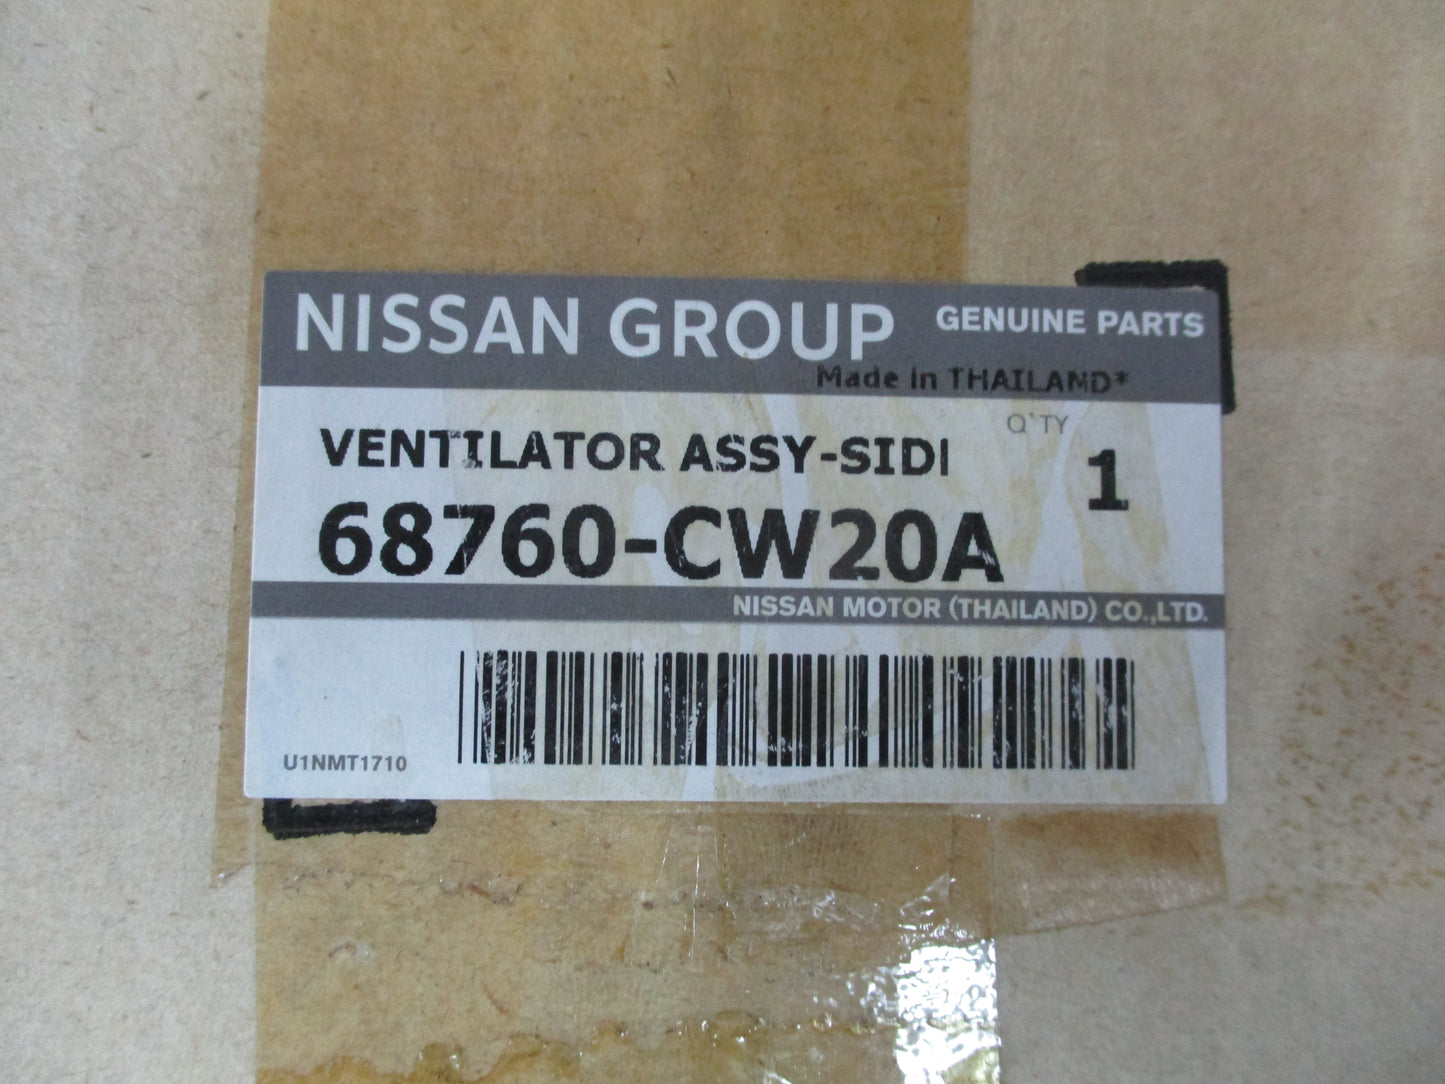 NISSAN GROUP GENUINE PARTS
Made in THAILAND*
Q'TY
VENTILATOR ASSY-SIDI 1
68760-CW20A
NISSAN MOTOR (THAILAND) CO.,LTD.
U1NMT1710